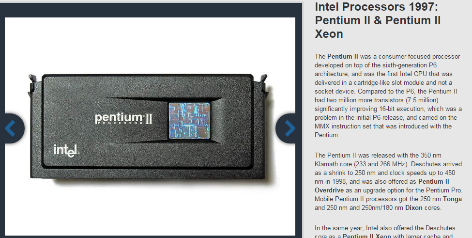 Intel Processors 1997:
Pentium II & Pentium II
Xeon
The Pentium II was a consumer-focused processor
developed on top of the sixth-generation P6
architecture, and was the first Intel CPU that was
delivered in a cartridge-like slot module and not a
socket device. Compared to the P6, the Pentium II
had two million more transistors (7.5 million)
significantly improving 16-bit execution, which was a
problem in the initial P6 release, and carried on the
MMX instruction set that was introduced with the
Pentium.
The Pentium II was released with the 350 nm
Klamath core (233 and 266 MHz). Deschutes arrived
as a shrink to 250 nm and clock speeds up to 450
nm in 1998, and was also offered as Pentium II
Overdrive as an upgrade option for the Pentium Pro.
Mobile Pentium II processors got the 250 nm Tonga
and 250 nm and 250nm/180 nm Dixon cores.
In the same year, Intel also offered the Deschutes
core as a Pentium II Xeon with larger cache and
pentium II
PROCESSOR
intel